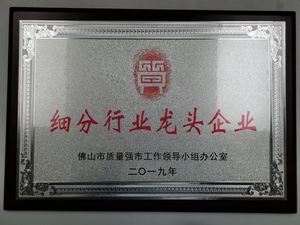 细分行业龙头企业
佛山市质量强市工作领导小组办公室
二〇一九年